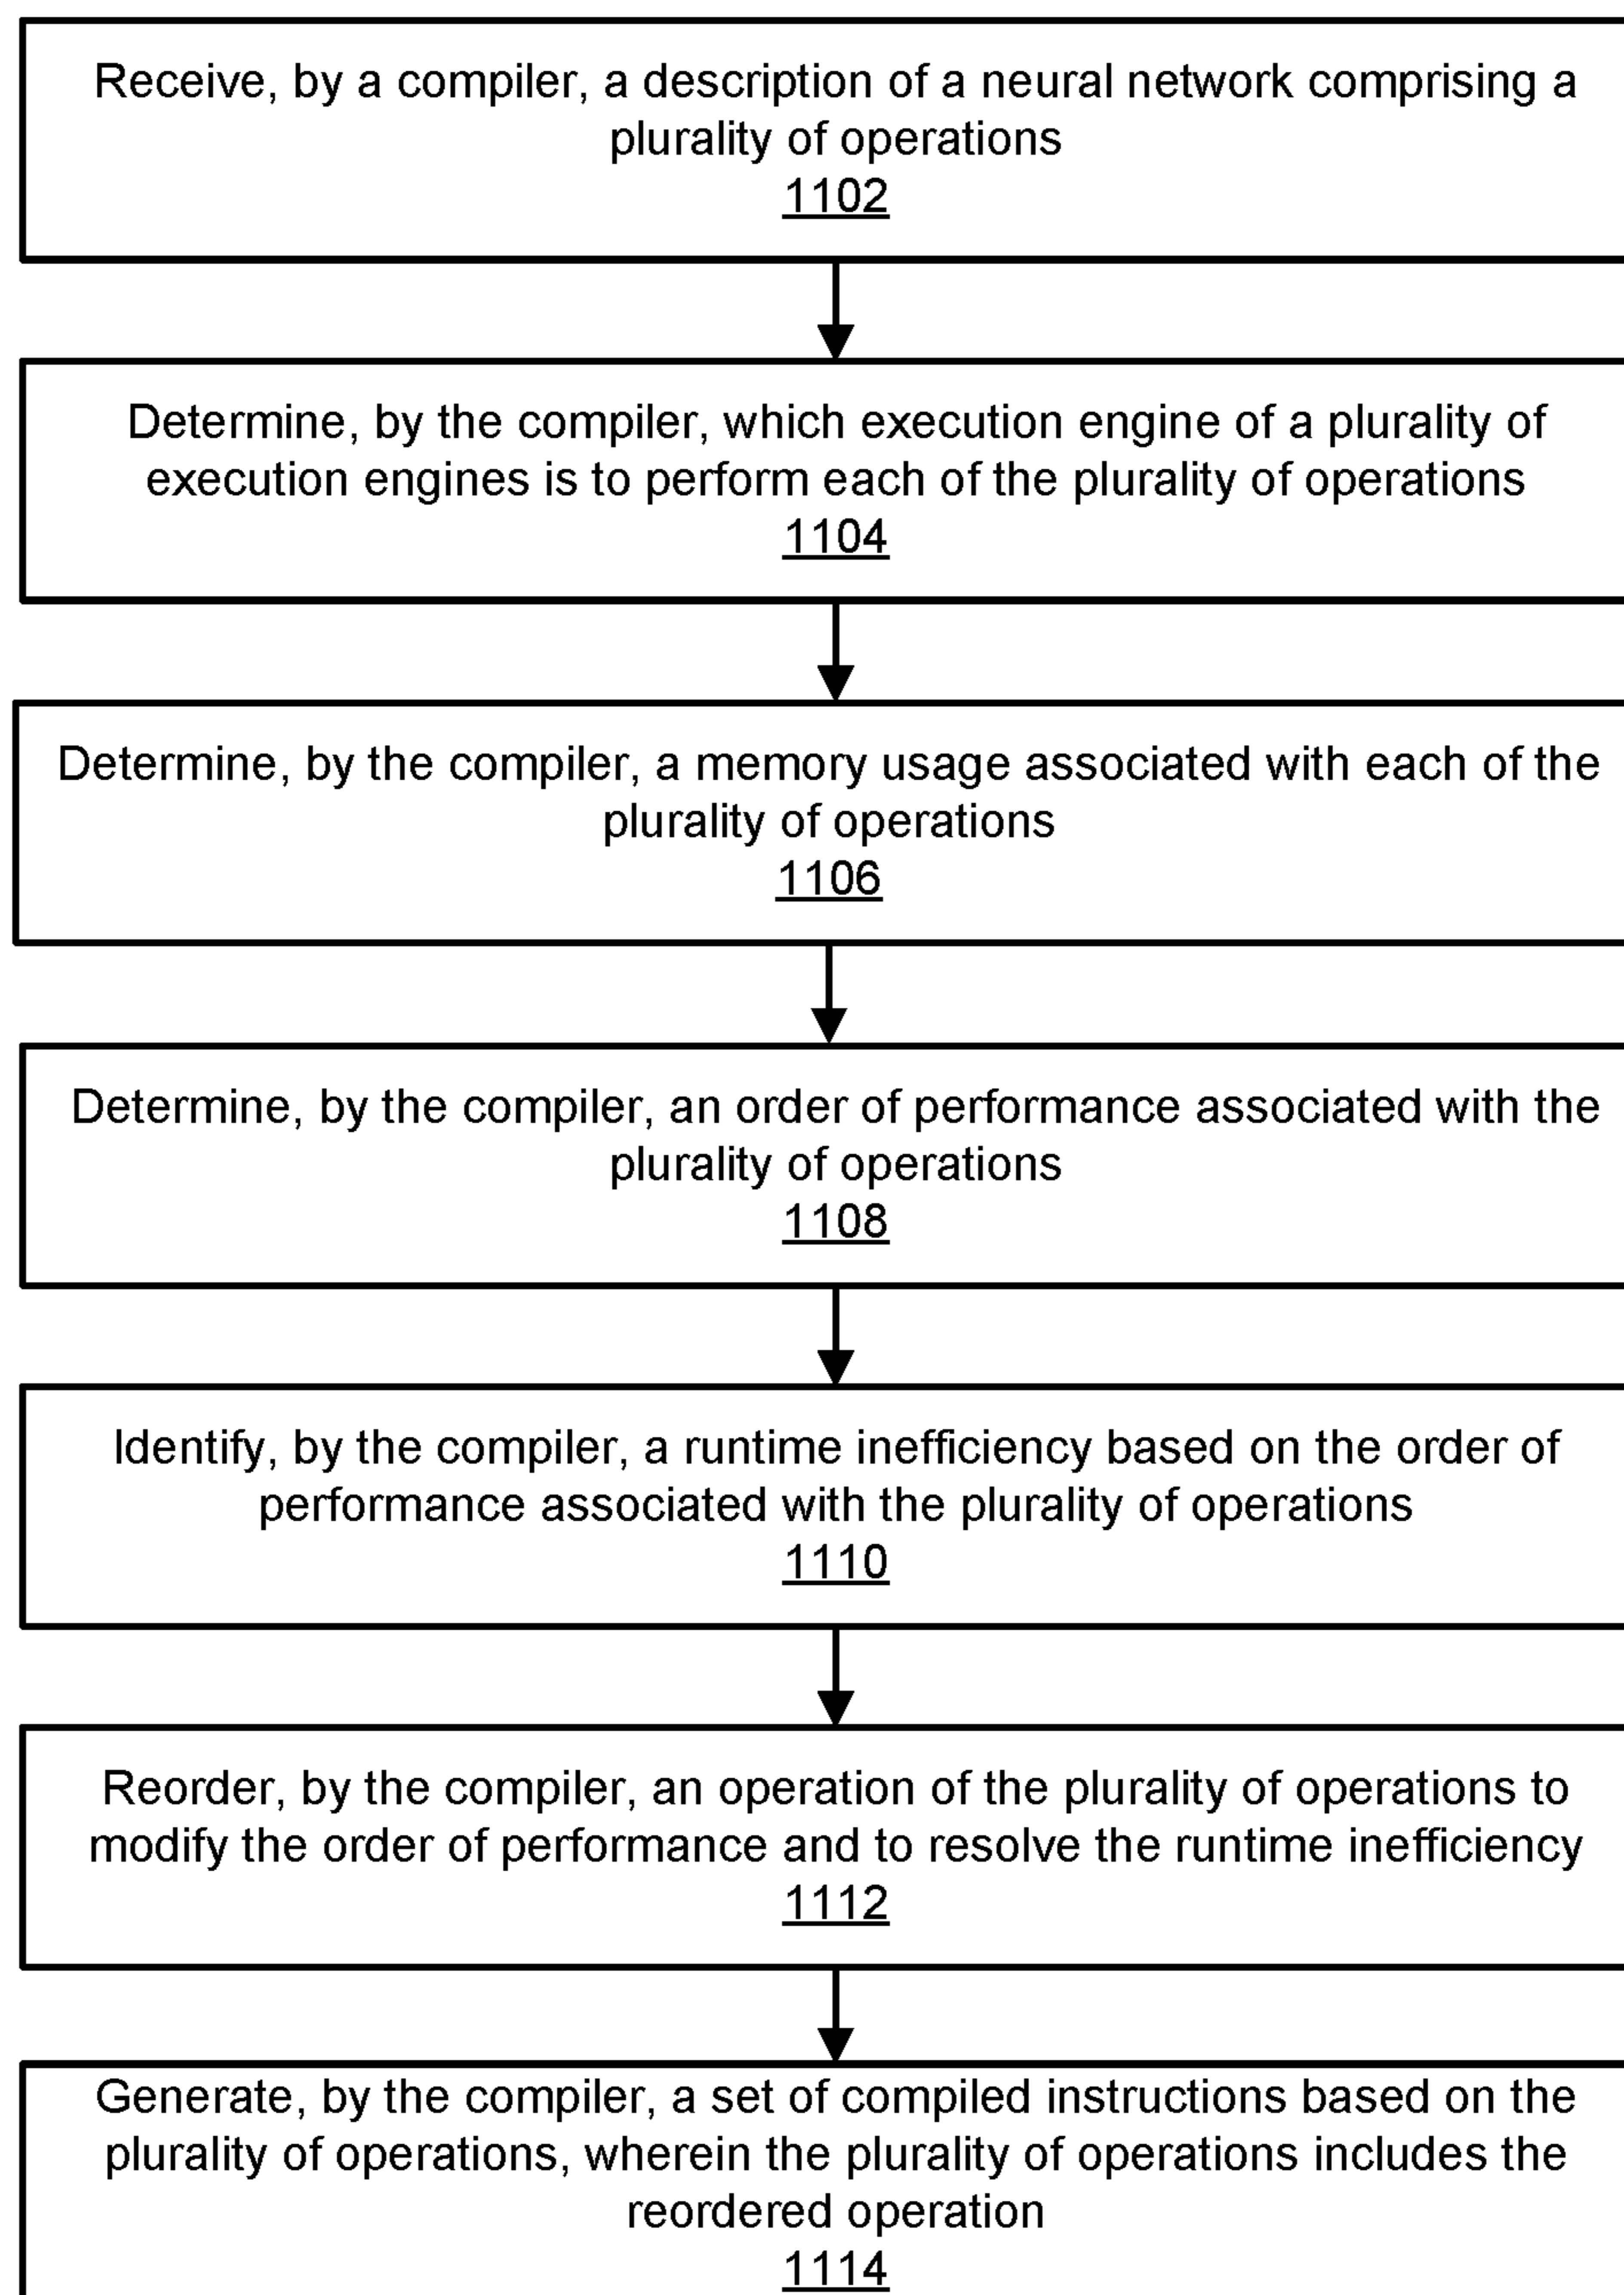 Receive, by a compiler, a description of a neural network comprising a
plurality of operations
1102
Determine, by the compiler, which execution engine of a plurality of
execution engines is to perform each of the plurality of operations
1104
Determine, by the compiler, a memory usage associated with each of the
plurality of operations
1106
Determine, by the compiler, an order of performance associated with the
plurality of operations
1108
Identify, by the compiler, a runtime inefficiency based on the order of
performance associated with the plurality of operations
1110
Reorder, by the compiler, an operation of the plurality of operations to
modify the order of performance and to resolve the runtime inefficiency
1112
Generate, by the compiler, a set of compiled instructions based on the
plurality of operations, wherein the plurality of operations includes the
reordered operation
1114